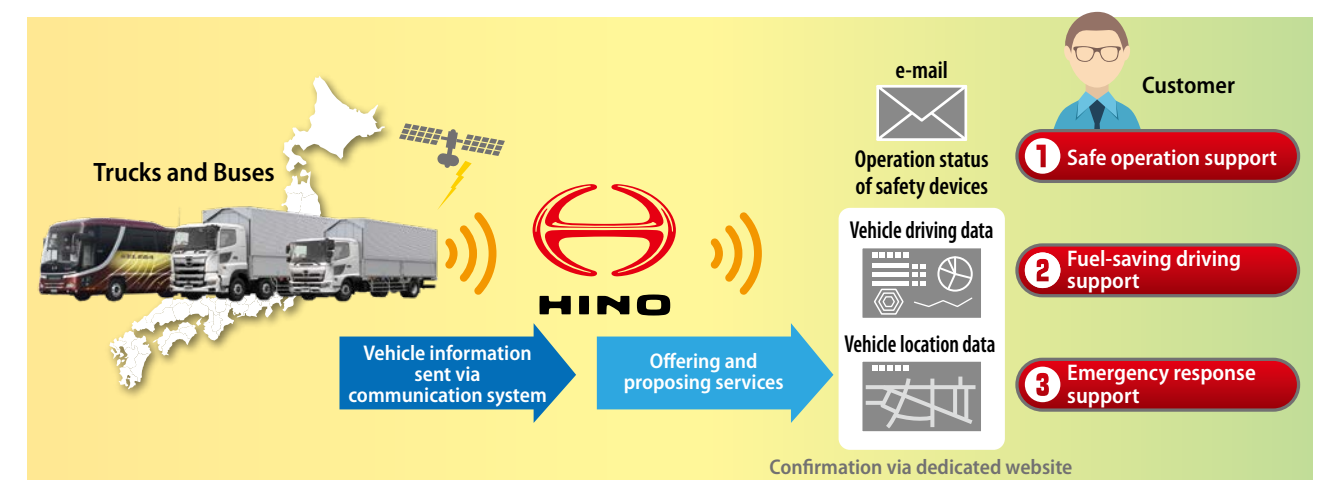 Trucks and Buses
SELEGA
HINO
Vehicle information
sent via
communication system
Offering and
proposing services
e-mail
Operation status
of safety devices
Vehicle driving data
Vehicle location data
Confirmation via dedicated website
Customer
1 Safe operation support
2 Fuel-saving driving
support
3 Emergency response
support